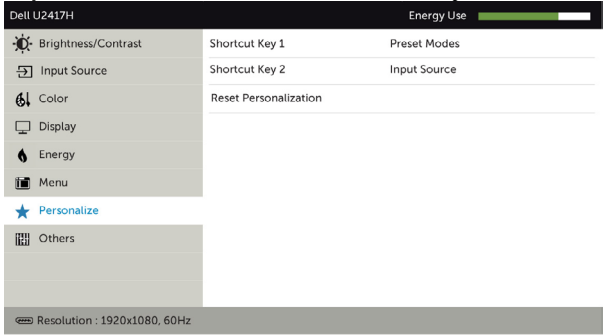 Dell U2417H Energy Use
Brightness/Contrast Shortcut Key 1 Preset Modes
Input Source Shortcut Key 2 Input Source
Color Reset Personalization
Display
Energy
Menu
Personalize
Others
Resolution : 1920x1080, 60Hz